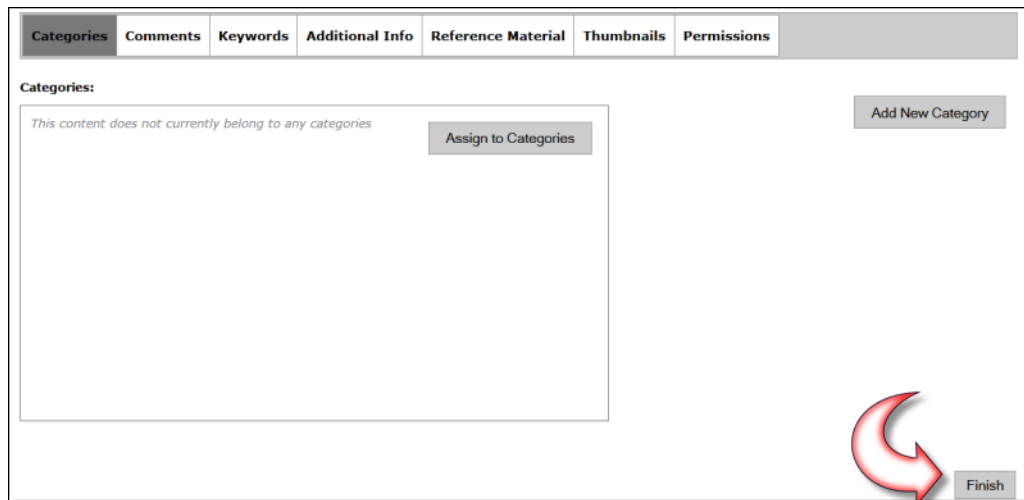 Categories Comments Keywords Additional Info Reference Material Thumbnails Permissions
Categories:
Add New Category
This content does not currently belong to any categories
Assign to Categories
Finish